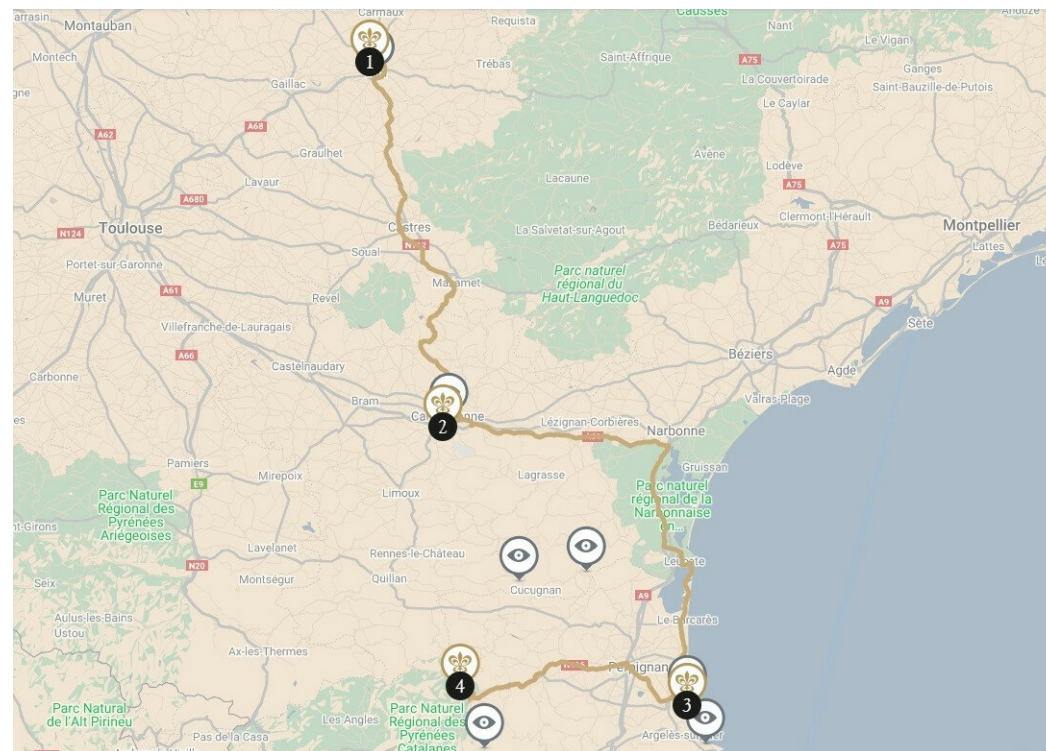 Carmaux
Montauban
Requista
Causses
Nant
Le Vigan
Montech
1
Trébas
Saint-Affrique
A75
Ganges
La Couvertoirade
Saint-Bauzille-de-Putois
Gaillac
Le Caylar
A62
A68
Graulhet
Avène
Lodève
Lavaur
Lacaune
A75
A680
Castres
Clermont-l'Hérault
Montpellier
Toulouse
N124
La Salvetat-sur-Agout
Bédarieux
A75
Lattes
Soual
Portet-sur-Garonne
Parc naturel
régional du
Haut-Languedoc
A61
Muret
Revel
A9
Villefranche-de-Lauragais
Sète
A66
Béziers
Castelnaudary
Agde
Carbonne
Bram
Valras-Plage
2
Lézignan-Corbières
Narbonne
Pamiers
Mirepoix
Lagrasse
Gruissan
E9
Limoux
Parc Naturel
Régional des
Pyrénées
Ariégeoises
régional de la
Narbonnaise
en...
Lavelanet
Rennes-le-Château
N20
Montségur
Quillan
Cucugnan
Seix
A9
Aulus-les-Bains
Ustou
Ax-les-Thermes
4
3
Les Angles
Parc Naturel
Régional des
Pyrénées
Catalanes
Parc Natural
de l'Alt Pirineu
Pas de la Casa